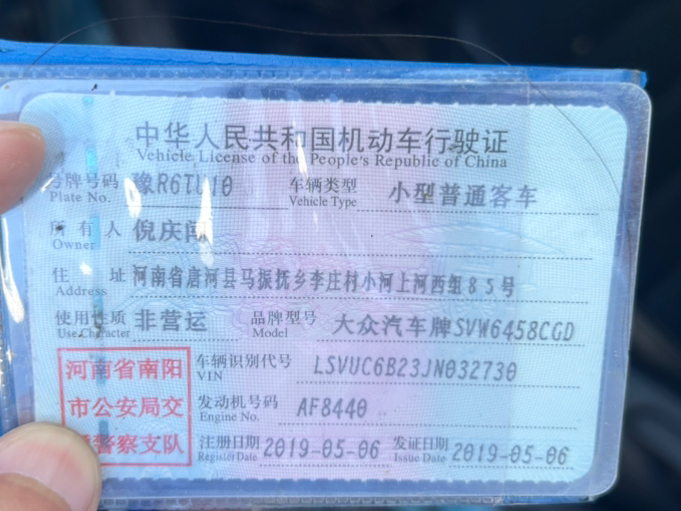 中华人民共和国机动车行驶证
Vehicle License of the People's Republic of China
号牌号码 豫R6TU10 车辆类型 小型普通客车
Plate No. Vehicle Type
所有人 倪庆闯
Owner
住址 河南省唐河县马振抚乡李庄村小河上河西组85号
Address
使用性质 非营运 品牌型号 大众汽车牌SVW6458CGD
Use Character Model
河南省南阳 车辆识别代号 LSVUC6B23JN032730
VIN
市公安局交 发动机号码 AF8440
Engine No.
警察支队 注册日期 2019-05-06 发证日期 2019-05-06
Register Date Issue Date